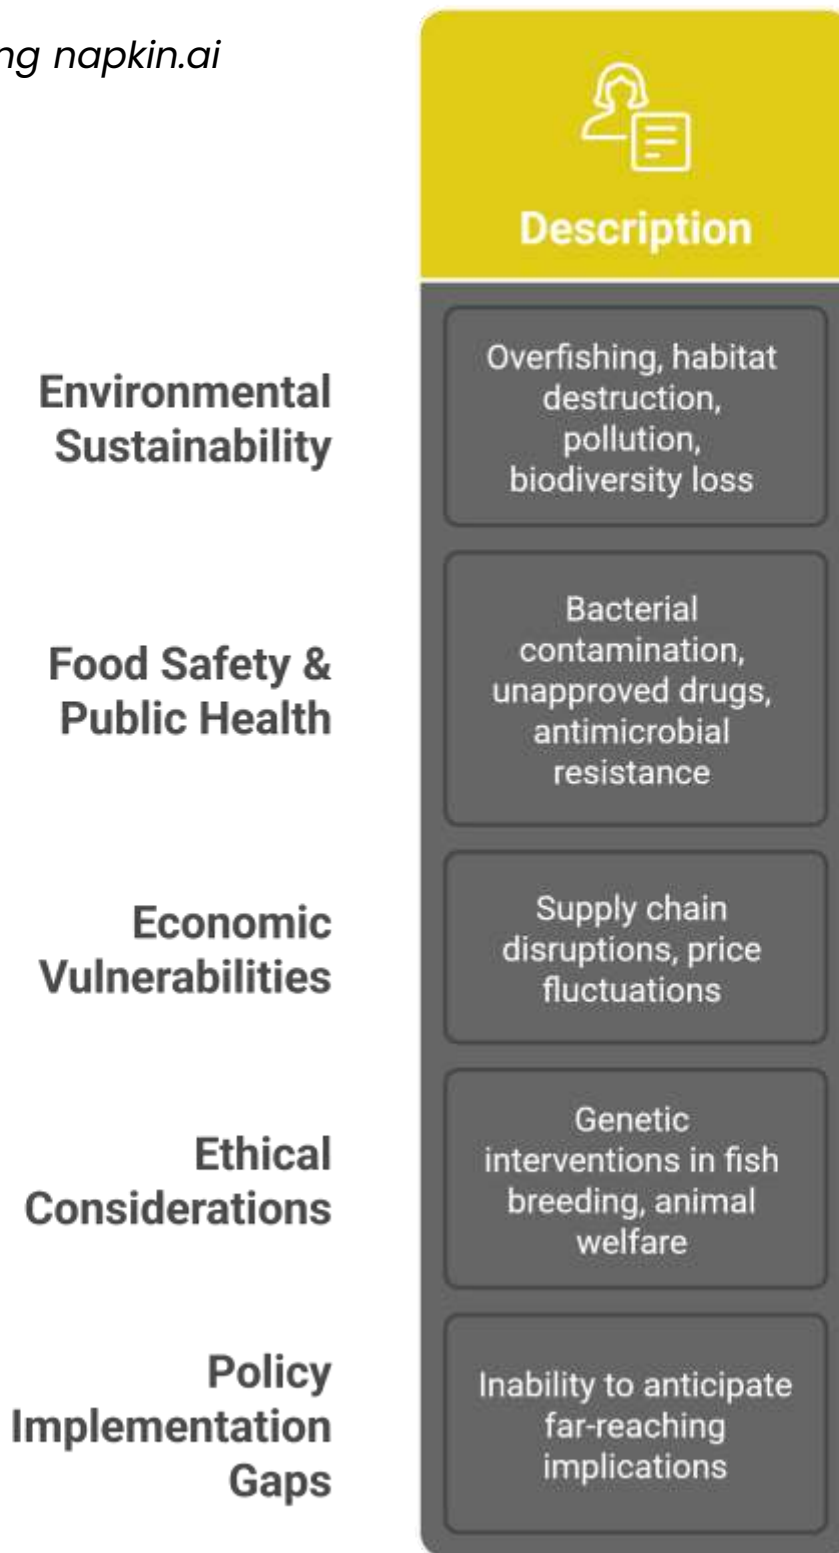 napkin.ai
Description
Environmental
Sustainability
Overfishing, habitat
destruction,
pollution,
biodiversity loss
Food Safety &
Public Health
Bacterial
contamination,
unapproved drugs,
antimicrobial
resistance
Economic
Vulnerabilities
Supply chain
disruptions, price
fluctuations
Ethical
Considerations
Genetic
interventions in fish
breeding, animal
welfare
Policy
Implementation
Gaps
Inability to anticipate
far-reaching
implications